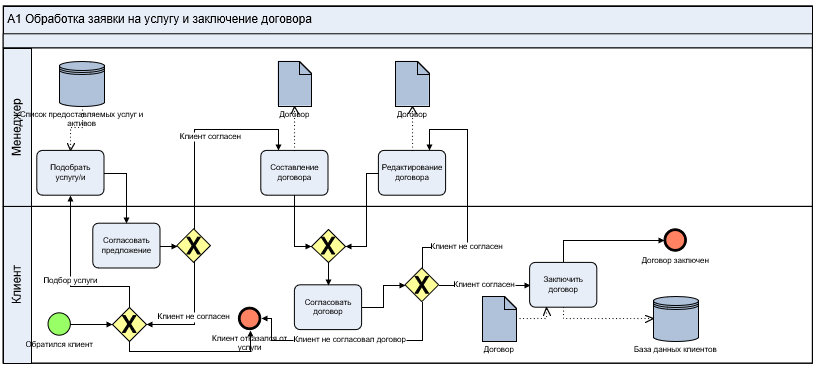 А1 Обработка заявки на услугу и заключение договора
Менеджер
Список предоставляемых услуг и
активов
Договор
Договор
Клиент согласен
Подобрать
услугу/и
Составление
договора
Редактирование
договора
Клиент
Согласовать
предложение
Клиент не согласен
Договор заключен
Подбор услуги
Клиент согласен
Заключить
договор
Согласовать
договор
Клиент не согласен
Обратился клиент
Клиент отказался от
услуги
Клиент не согласовал договор
Договор
База данных клиентов